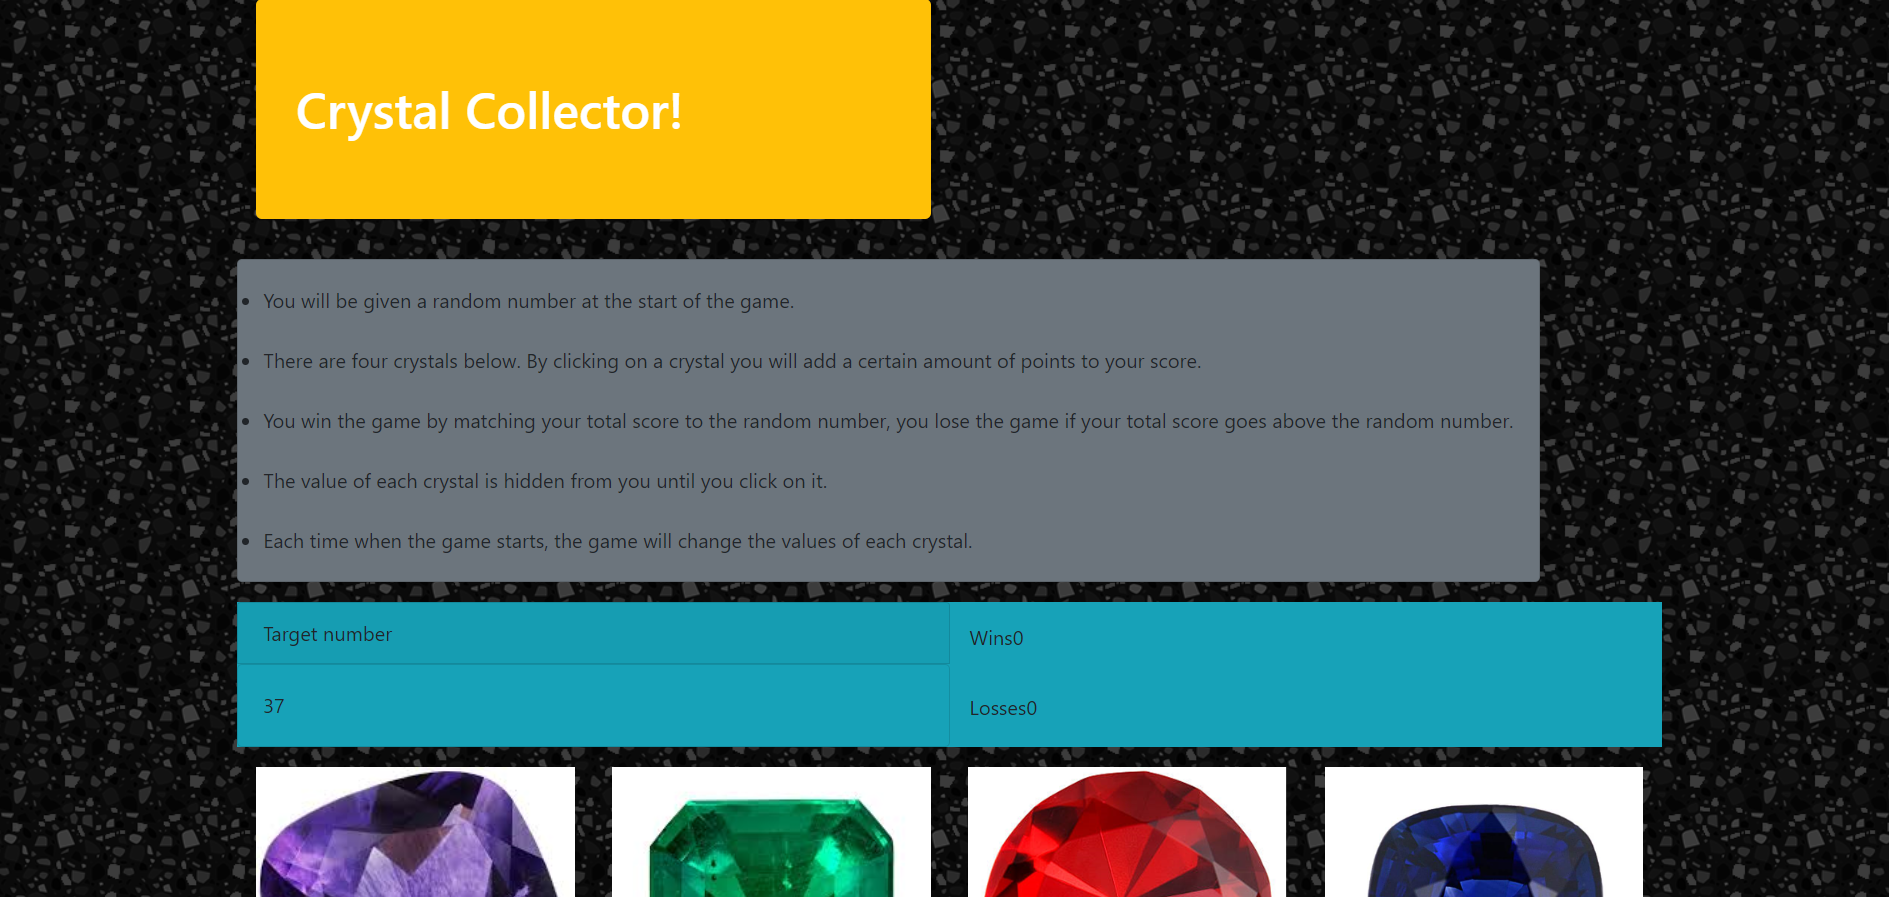 Crystal Collector!
You will be given a random number at the start of the game.
There are four crystals below. By clicking on a crystal you will add a certain amount of points to your score.
You win the game by matching your total score to the random number, you lose the game if your total score goes above the random number.
The value of each crystal is hidden from you until you click on it.
Each time when the game starts, the game will change the values of each crystal.
Target number
37
Wins0
Losses0